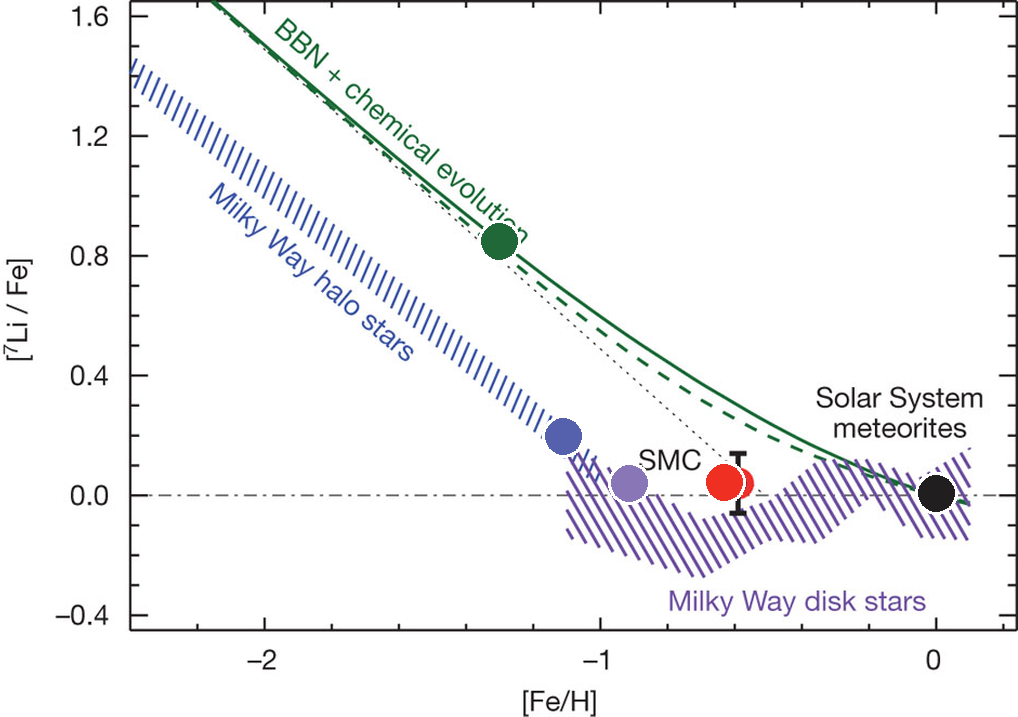 1.6
1.2
0.8
0.4
0.0
−0.4
[⁷Li / Fe]
BBN + chemical evolution
Milky Way halo stars
SMC
Solar System
meteorites
Milky Way disk stars
−2
−1
0
[Fe/H]